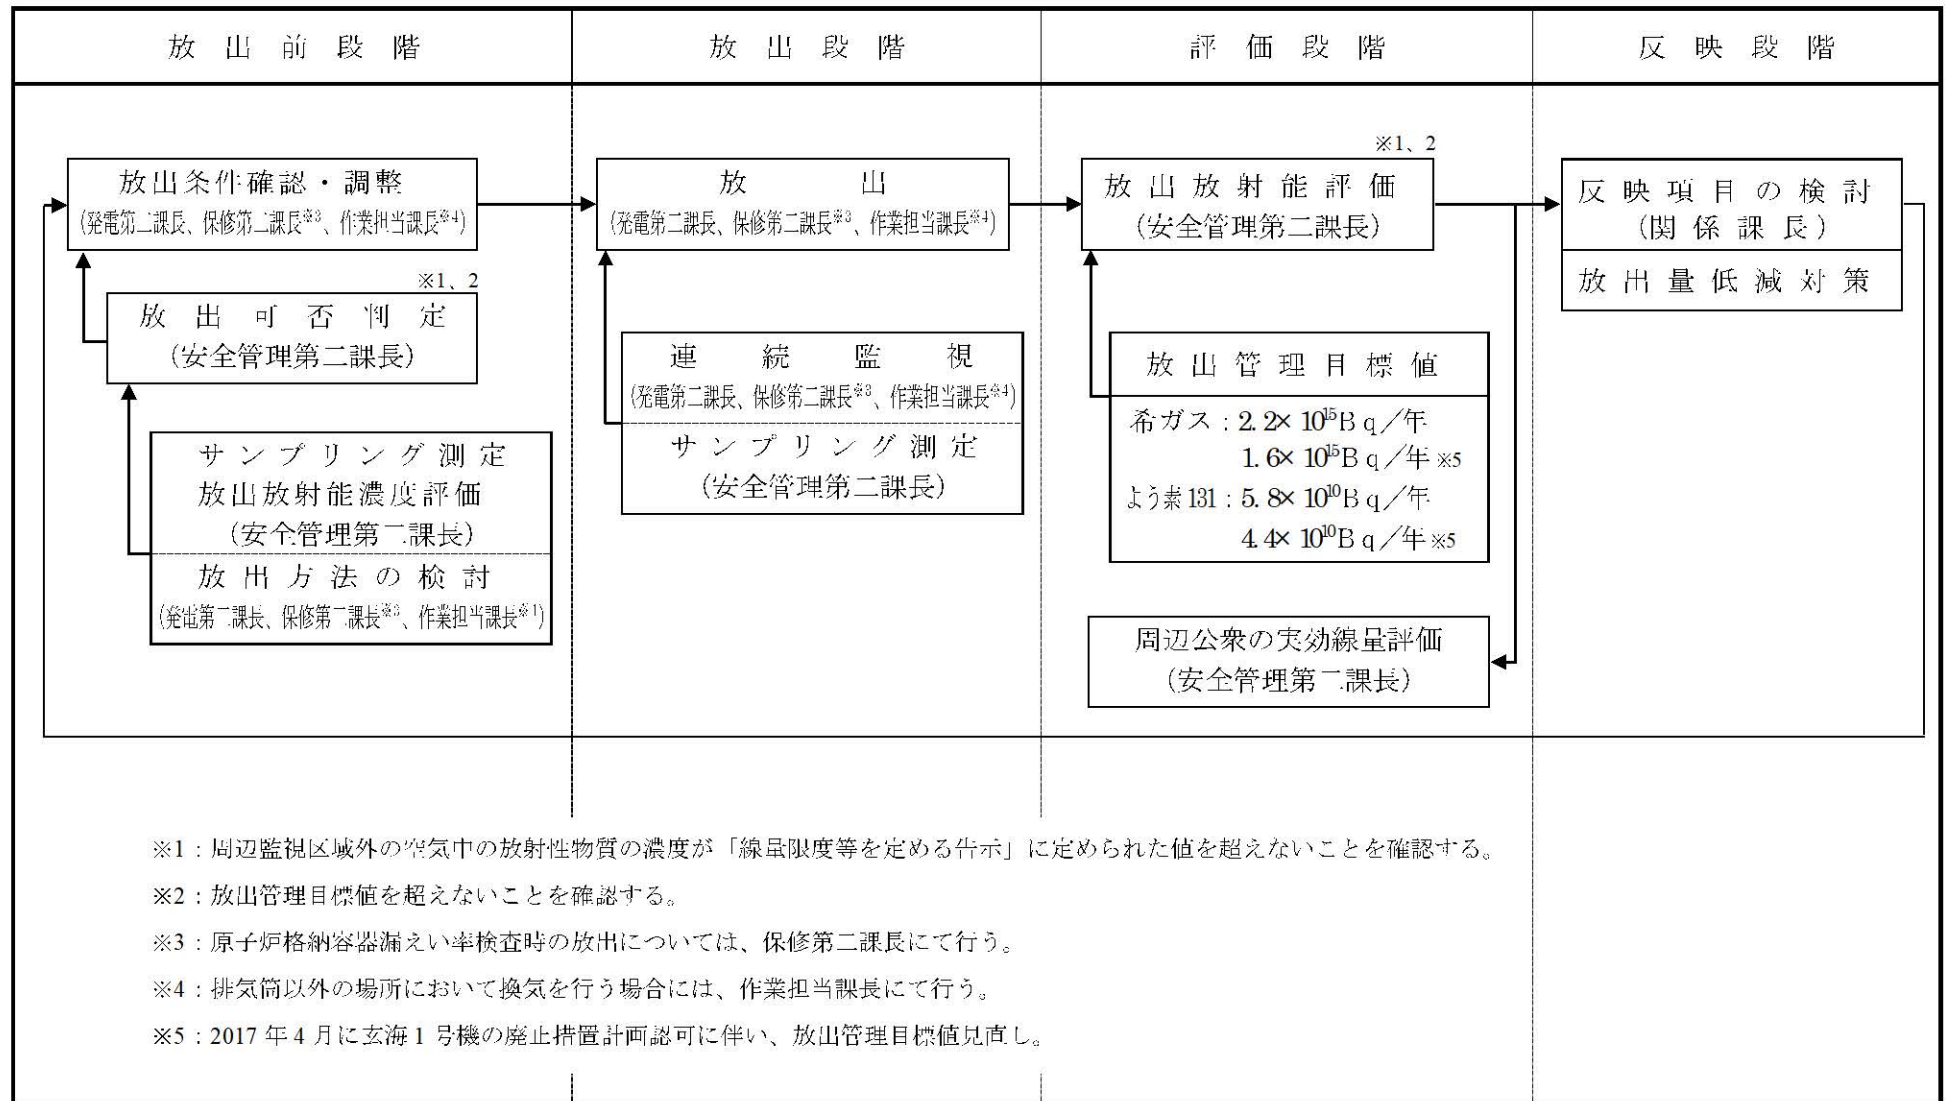 放出前段階
放出段階
評価段階
反映段階
放出条件確認・調整
(発電第二課長、保修第二課長※3、作業担当課長※4)
※1、2
放出可否判定
(安全管理第二課長)
サンプリング測定
放出放射能濃度評価
(安全管理第二課長)
放出方法の検討
(発電第二課長、保修第二課長※3、作業担当課長※4)
放出
(発電第二課長、保修第二課長※3、作業担当課長※4)
連続監視
(発電第二課長、保修第二課長※3、作業担当課長※4)
サンプリング測定
(安全管理第二課長)
※1、2
放出放射能評価
(安全管理第二課長)
放出管理目標値
希ガス：2.2×10¹⁵Bq／年
1.6×10¹⁵Bq／年※5
よう素131：5.8×10¹⁰Bq／年
4.4×10¹⁰Bq／年※5
周辺公衆の実効線量評価
(安全管理第二課長)
反映項目の検討
(関係課長)
放出量低減対策
※1：周辺監視区域外の空気中の放射性物質の濃度が「線量限度等を定める告示」に定められた値を超えないことを確認する。
※2：放出管理目標値を超えないことを確認する。
※3：原子炉格納容器漏えい率検査時の放出については、保修第二課長にて行う。
※4：排気筒以外の場所において換気を行う場合には、作業担当課長にて行う。
※5：2017年4月に玄海1号機の廃止措置計画認可に伴い、放出管理目標値見直し。